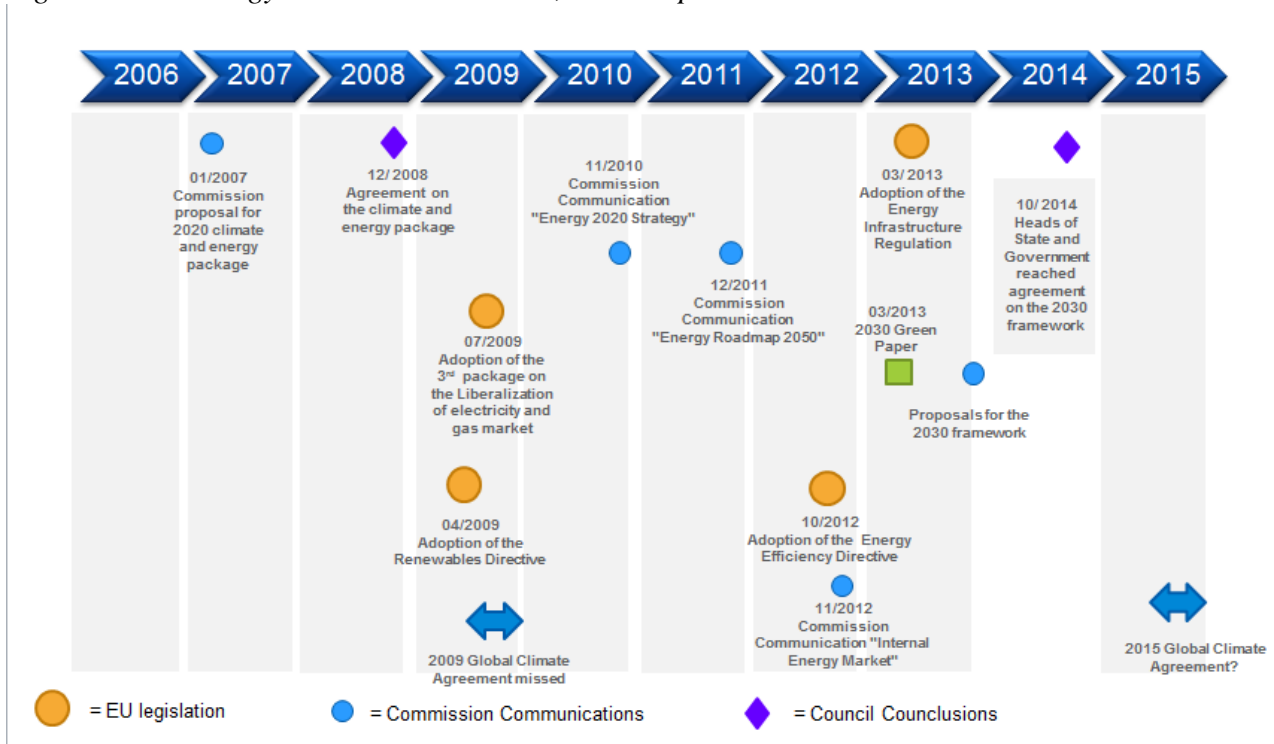 2006 2007 2008 2009 2010 2011 2012 2013 2014 2015
01/2007
Commission
proposal for
2020 climate
and energy
package
12/ 2008
Agreement on
the climate and
energy package
07/2009
Adoption of the
3rd package on
the Liberalization
of electricity and
gas market
04/2009
Adoption of the
Renewables Directive
2009 Global Climate
Agreement missed
11/2010
Commission
Communication
"Energy 2020 Strategy"
12/2011
Commission
Communication
"Energy Roadmap 2050"
10/2012
Adoption of the Energy
Efficiency Directive
11/2012
Commission
Communication "Internal
Energy Market"
03/ 2013
Adoption of the
Energy
Infrastructure
Regulation
03/2013
2030 Green
Paper
Proposals for the
2030 framework
10/ 2014
Heads of
State and
Government
reached
agreement
on the 2030
framework
2015 Global Climate
Agreement?
= EU legislation
= Commission Communications
= Council Counclusions